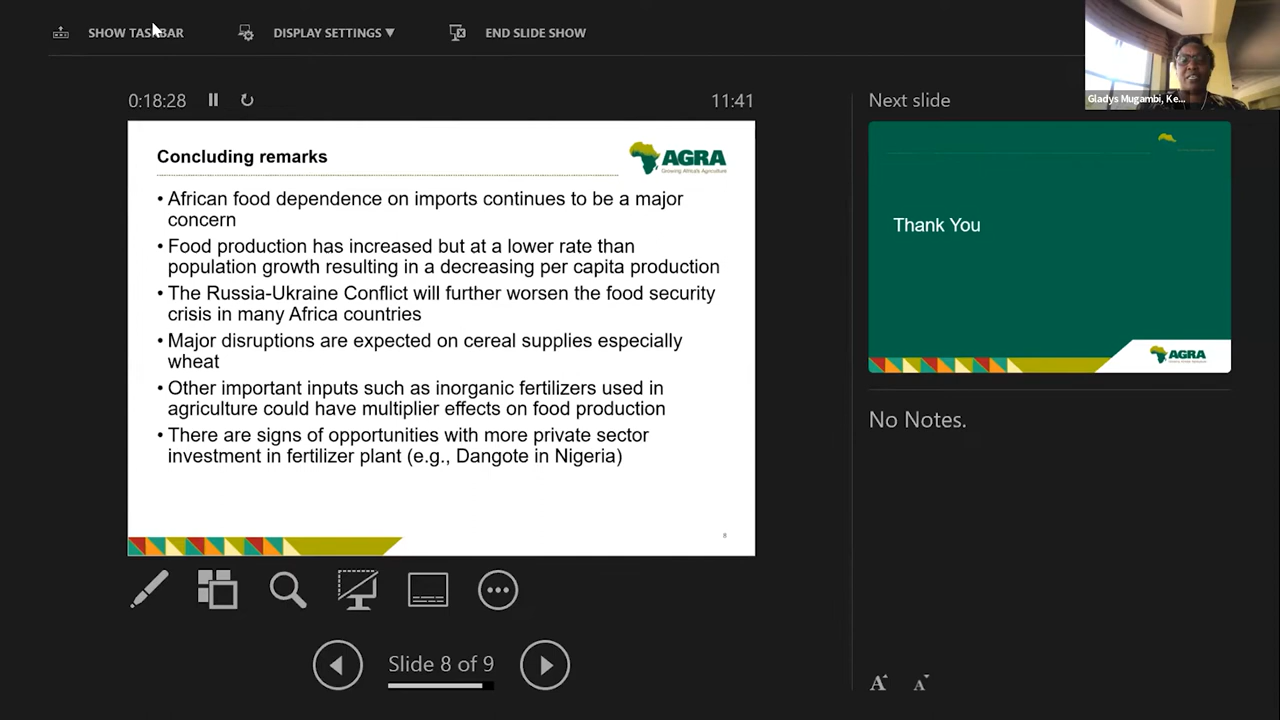 SHOW TASKBAR
DISPLAY SETTINGS ▼
END SLIDE SHOW
Gladys Mugambi, Ke...
0:18:28
11:41
Next slide
Concluding remarks
AGRA
Growing Africa's Agriculture
• African food dependence on imports continues to be a major
concern
• Food production has increased but at a lower rate than
population growth resulting in a decreasing per capita production
• The Russia-Ukraine Conflict will further worsen the food security
crisis in many Africa countries
• Major disruptions are expected on cereal supplies especially
wheat
• Other important inputs such as inorganic fertilizers used in
agriculture could have multiplier effects on food production
• There are signs of opportunities with more private sector
investment in fertilizer plant (e.g., Dangote in Nigeria)
8
Thank You
AGRA
No Notes.
Slide 8 of 9
A A